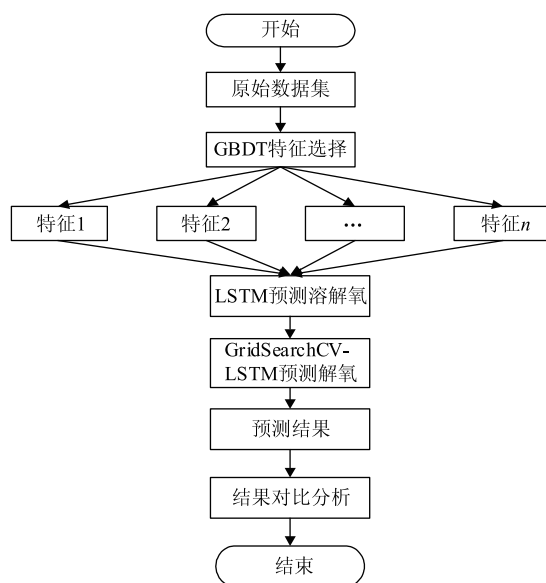 开始
原始数据集
GBDT特征选择
特征1
特征2
…
特征n
LSTM预测溶解氧
GridSearchCV-
LSTM预测解氧
预测结果
结果对比分析
结束